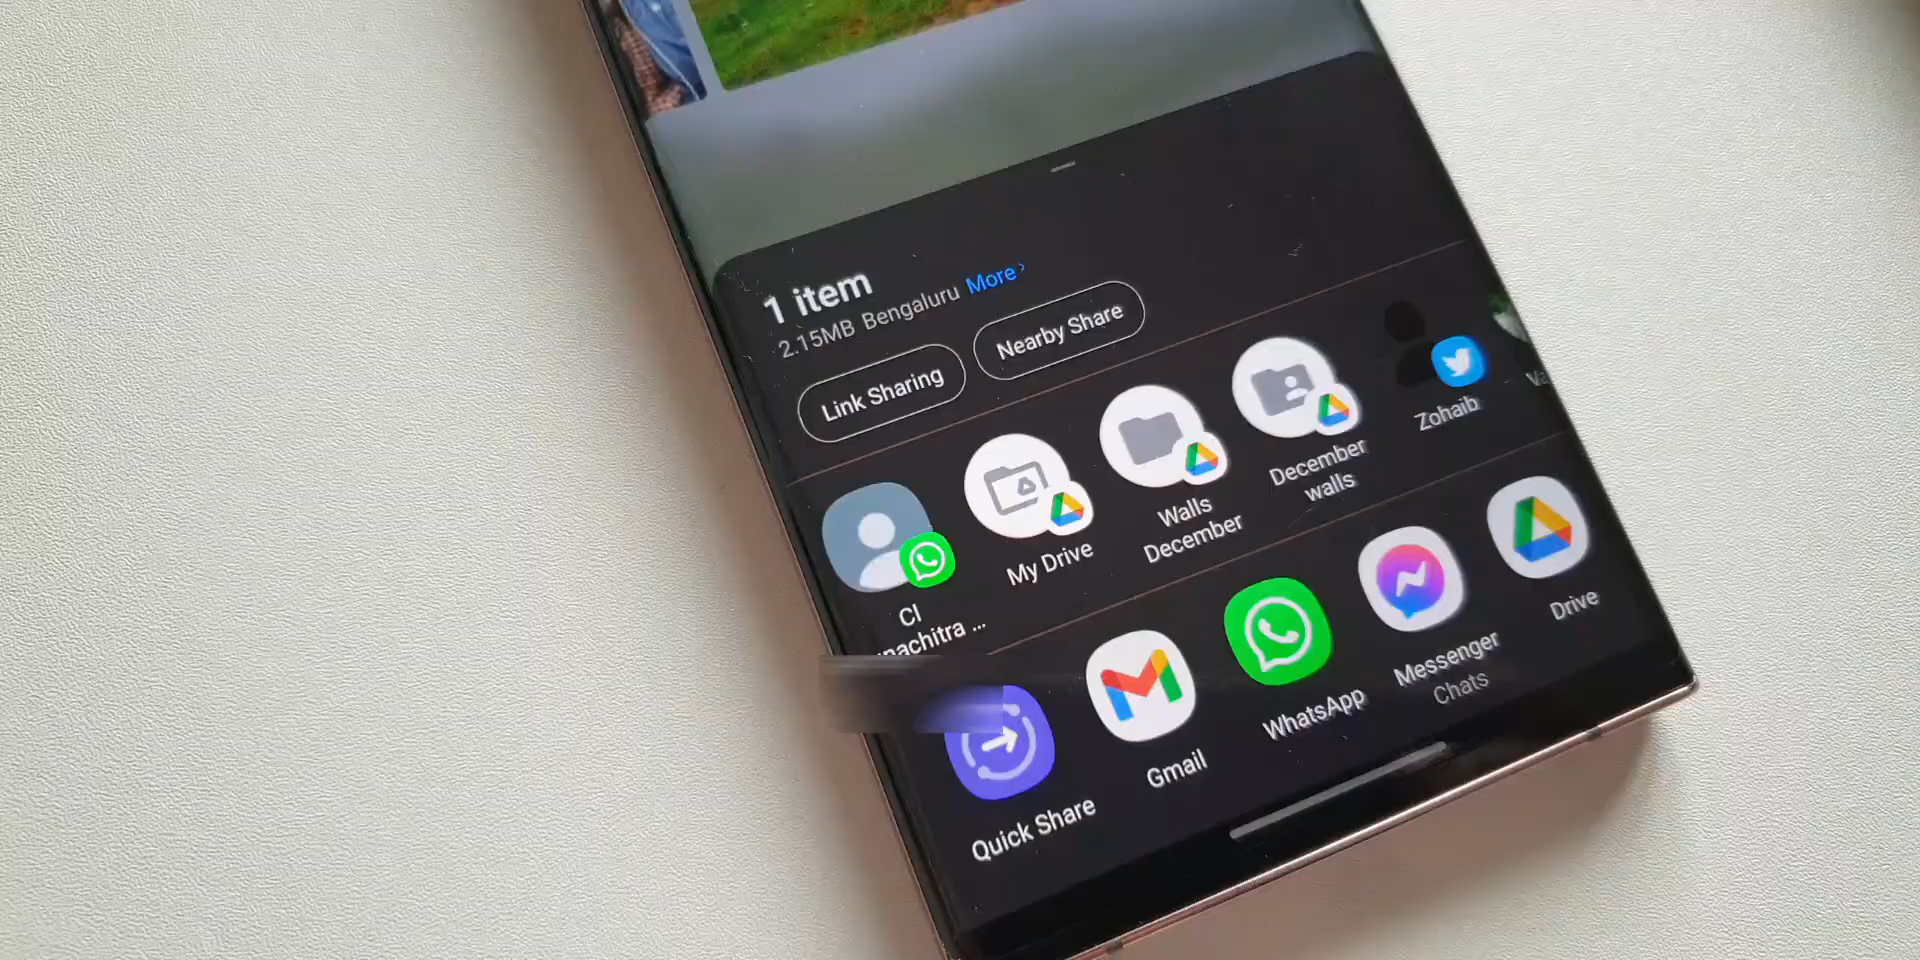 1 item
2.15MB Bengaluru More
Link Sharing
Nearby Share
Cl
My Drive
Walls
December
December
walls
Zohaib
Quick Share
Gmail
WhatsApp
Messenger
Chats
Drive